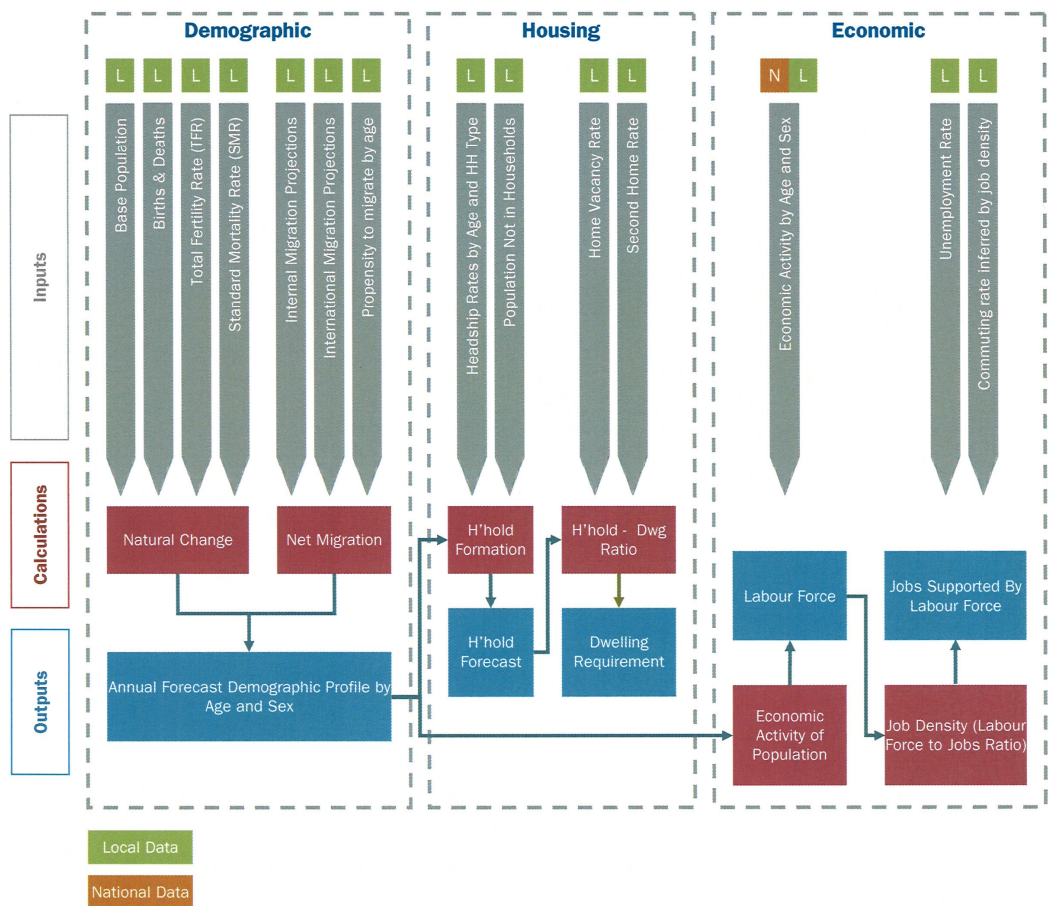 Demographic
Housing
Economic
L
L
L
L
L
L
L
L
L
L
L
N
L
L
L
Inputs
Base Population
Births & Deaths
Total Fertility Rate (TFR)
Standard Mortality Rate (SMR)
Internal Migration Projections
International Migration Projections
Propensity to migrate by age
Headship Rates by Age and HH Type
Population Not in Households
Home Vacancy Rate
Second Home Rate
Economic Activity by Age and Sex
Unemployment Rate
Commuting rate inferred by job density
Calculations
Natural Change
Net Migration
H'hold
Formation
H'hold - Dwg
Ratio
Labour Force
Jobs Supported By
Labour Force
Outputs
Annual Forecast Demographic Profile by
Age and Sex
H'hold
Forecast
Dwelling
Requirement
Economic
Activity of
Population
Job Density (Labour
Force to Jobs Ratio)
Local Data
National Data